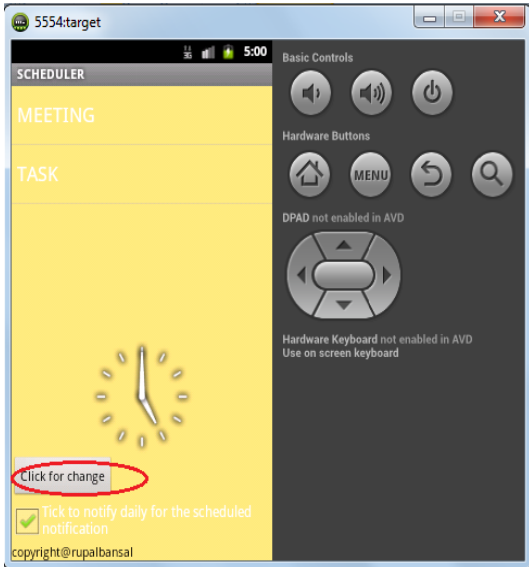 5554:target
3G 5:00
SCHEDULER
MEETING
TASK
Click for change
Tick to notify daily for the scheduled
notification
copyright@rupalbansal
Basic Controls
Hardware Buttons
MENU
DPAD not enabled in AVD
Hardware Keyboard not enabled in AVD
Use on screen keyboard